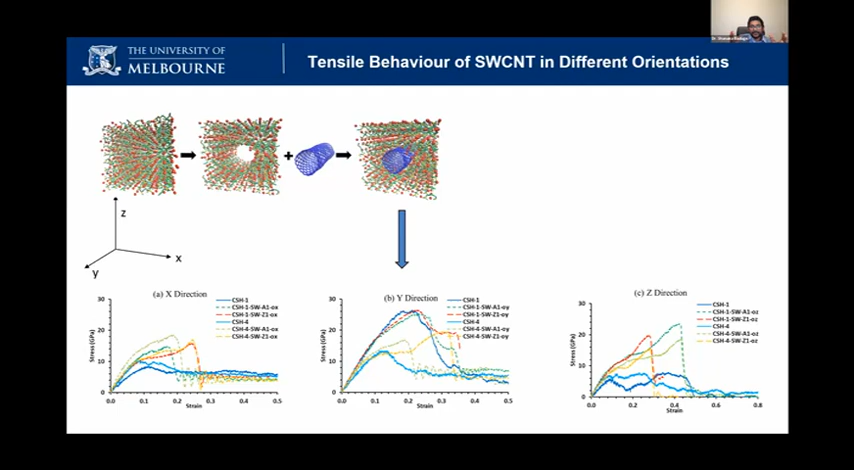 THE UNIVERSITY OF
MELBOURNE
Tensile Behaviour of SWCNT in Different Orientations
+
z
x
y
(a) X Direction
CSH-1
CSH-1-SW-A1-ox
CSH-1-SW-Z1-ox
CSH-4
CSH-4-SW-A1-ox
CSH-4-SW-Z1-ox
Stress (GPa)
30
20
10
0
0.0 0.1 0.2 0.3 0.4 0.5
Strain
(b) Y Direction
CSH-1
CSH-1-SW-A1-oy
CSH-1-SW-Z1-oy
CSH-4
CSH-4-SW-A1-oy
CSH-4-SW-Z1-oy
Stress (GPa)
30
20
10
0
0.0 0.1 0.2 0.3 0.4 0.5
Strain
(c) Z Direction
CSH-1
CSH-1-SW-A1-oz
CSH-1-SW-Z1-oz
CSH-4
CSH-4-SW-A1-oz
CSH-4-SW-Z1-oz
Stress (GPa)
30
20
10
0
0.0 0.2 0.4 0.6 0.8
Strain